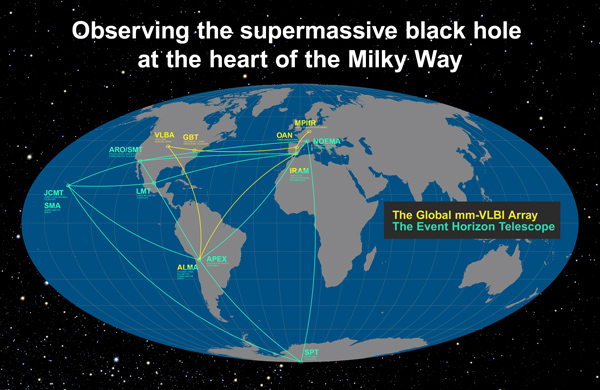 Observing the supermassive black hole
at the heart of the Milky Way
MPIfR
VLBA
GBT
OAN
NOEMA
ARO/SMT
IRAM
JCMT
LMT
SMA
The Global mm-VLBI Array
The Event Horizon Telescope
APEX
ALMA
SPT